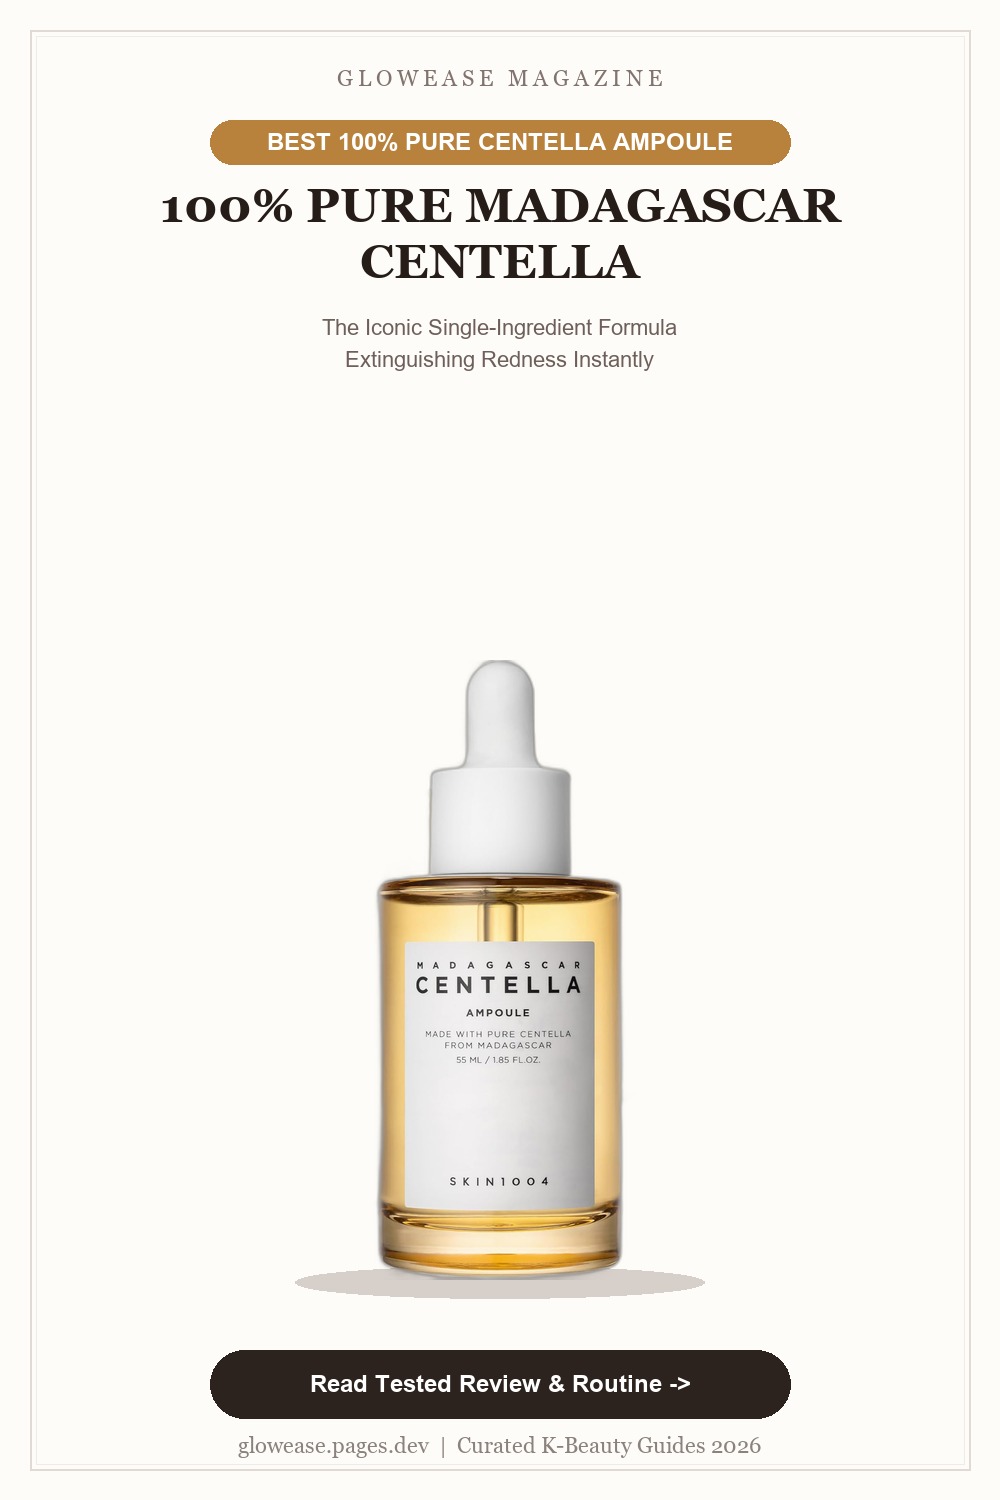 GLOWEASE MAGAZINE
BEST 100% PURE CENTELLA AMPOULE
100% PURE MADAGASCAR
CENTELLA
The Iconic Single-Ingredient Formula
Extinguishing Redness Instantly
MADAGASCAR
CENTELLA
AMPOULE
MADE WITH PURE CENTELLA
FROM MADAGASCAR
55 ML / 1.85 FL.OZ.
SKIN1004
Read Tested Review & Routine ->
glowease.pages.dev | Curated K-Beauty Guides 2026